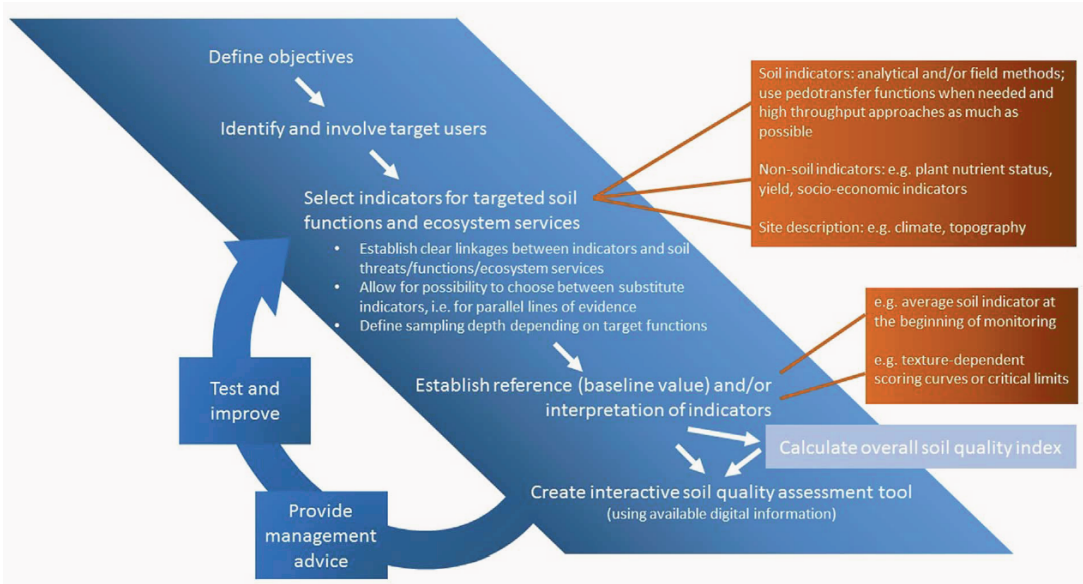 Define objectives
Identify and involve target users
Select indicators for targeted soil
functions and ecosystem services
• Establish clear linkages between indicators and soil
threats/functions/ecosystem services
• Allow for possibility to choose between substitute
indicators, i.e. for parallel lines of evidence
• Define sampling depth depending on target functions
Soil indicators: analytical and/or field methods;
use pedotransfer functions when needed and
high throughput approaches as much as
possible
Non-soil indicators: e.g. plant nutrient status,
yield, socio-economic indicators
Site description: e.g. climate, topography
Establish reference (baseline value) and/or
interpretation of indicators
e.g. average soil indicator at
the beginning of monitoring
e.g. texture-dependent
scoring curves or critical limits
Calculate overall soil quality index
Create interactive soil quality assessment tool
(using available digital information)
Provide
management
advice
Test and
improve